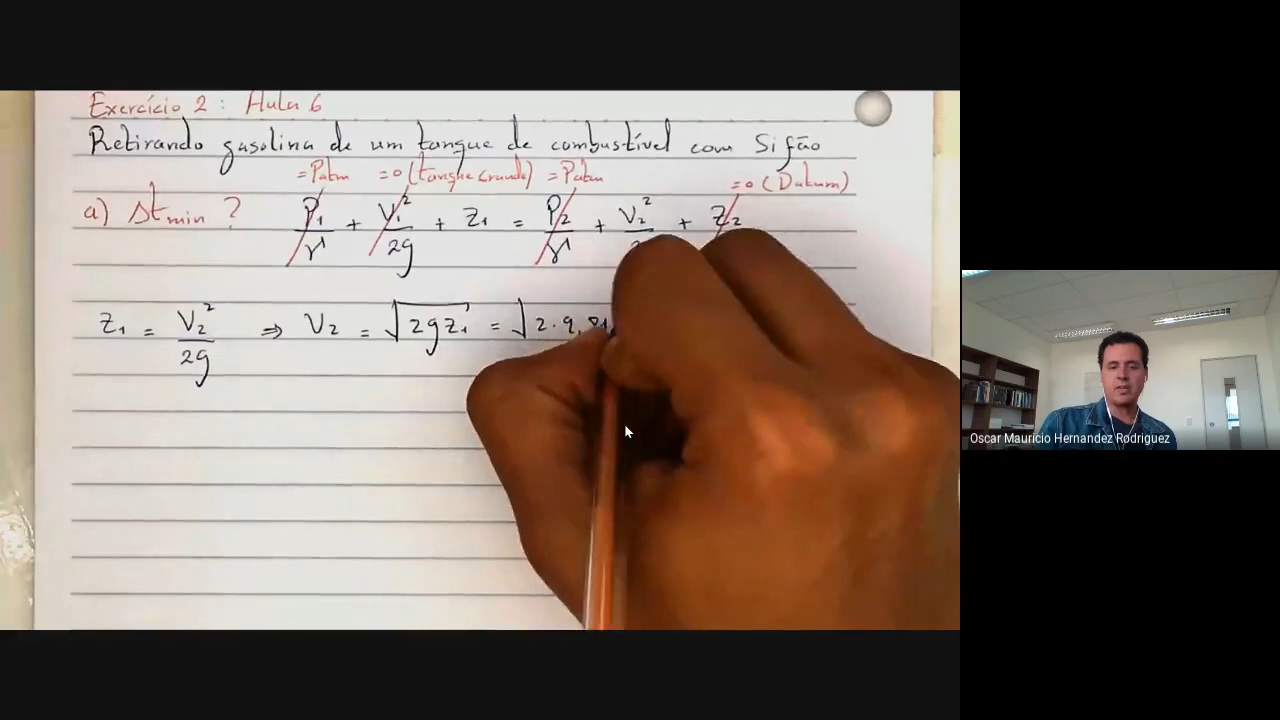 Exercício 2 : Aula 6
Retirando gasolina de um tanque de combustível com Sifão
= Patm = 0 (tanque Grande) = Patm = 0 (Datum)
a) Δt min ? P1/γ + V1²/2g + Z1 = P2/γ + V2²/2 + Z2
Z1 = V2²/2g ⇒ V2 = √2gz1 = √2.9,81
Oscar Mauricio Hernandez Rodriguez